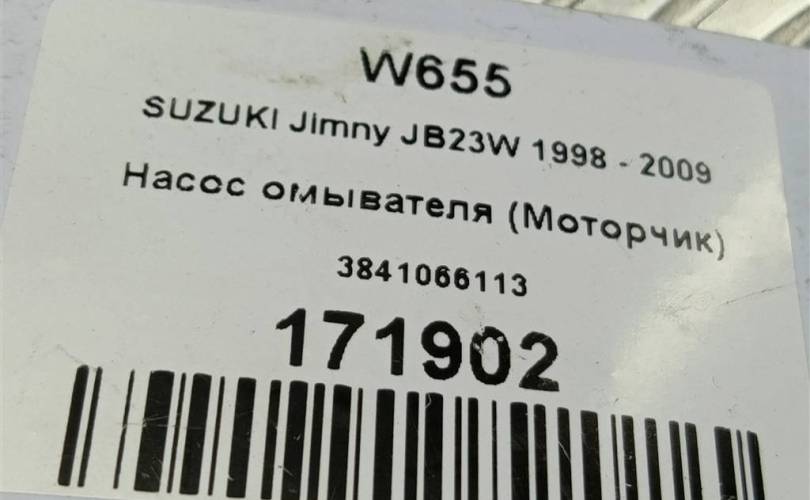 W655
SUZUKI Jimny JB23W 1998 - 2009
Насос омывателя (Моторчик)
3841066113
171902